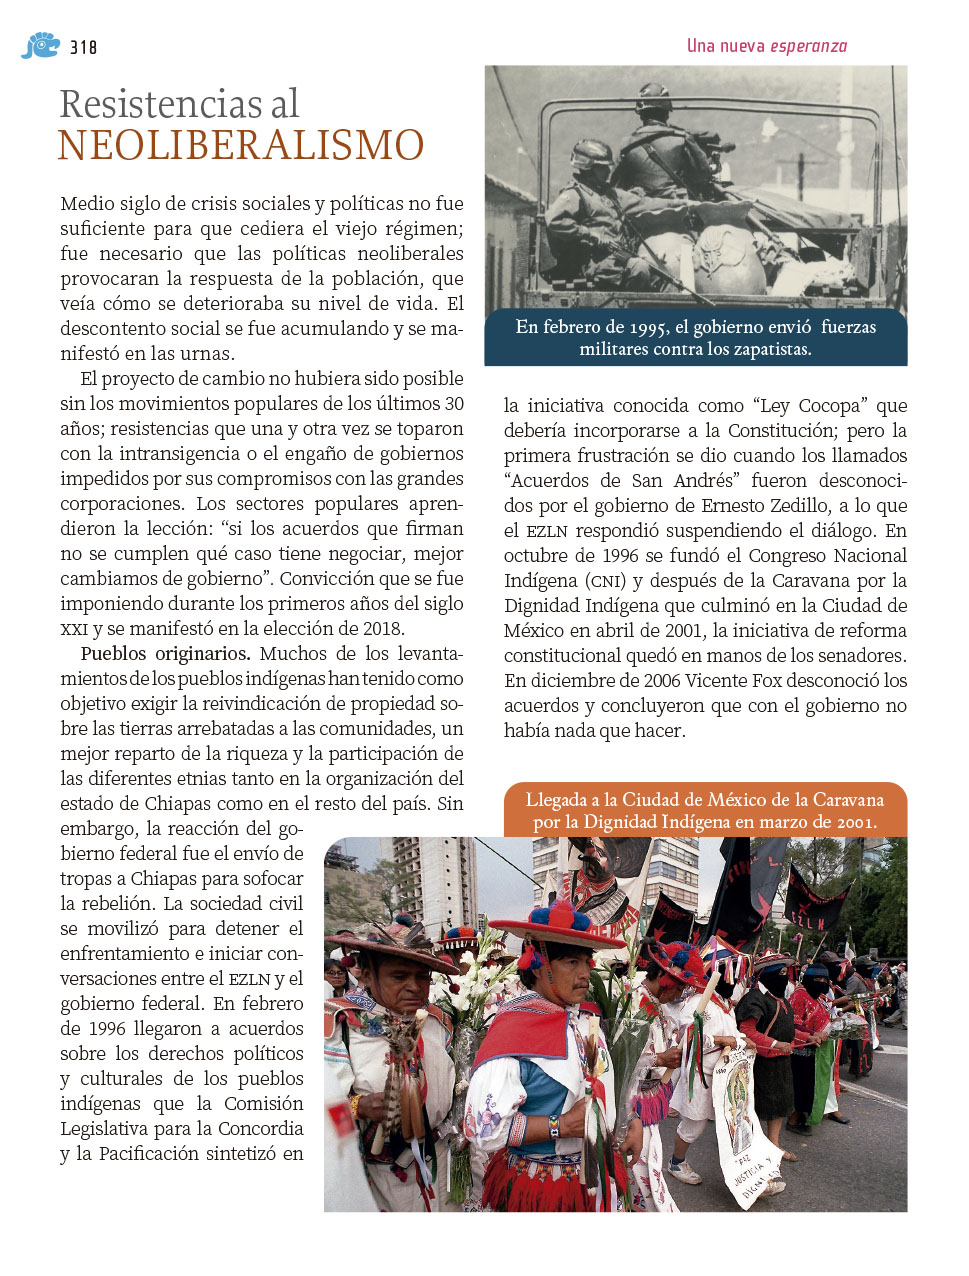 318
Una nueva esperanza
Resistencias al
NEOLIBERALISMO
Medio siglo de crisis sociales y políticas no fue
suficiente para que cediera el viejo régimen;
fue necesario que las políticas neoliberales
provocaran la respuesta de la población, que
veía cómo se deterioraba su nivel de vida. El
descontento social se fue acumulando y se ma-
nifestó en las urnas.
El proyecto de cambio no hubiera sido posible
sin los movimientos populares de los últimos 30
años; resistencias que una y otra vez se toparon
con la intransigencia o el engaño de gobiernos
impedidos por sus compromisos con las grandes
corporaciones. Los sectores populares apren-
dieron la lección: “si los acuerdos que firman
no se cumplen qué caso tiene negociar, mejor
cambiamos de gobierno”. Convicción que se fue
imponiendo durante los primeros años del siglo
XXI y se manifestó en la elección de 2018.
Pueblos originarios. Muchos de los levanta-
mientos de los pueblos indígenas han tenido como
objetivo exigir la reivindicación de propiedad so-
bre las tierras arrebatadas a las comunidades, un
mejor reparto de la riqueza y la participación de
las diferentes etnias tanto en la organización del
estado de Chiapas como en el resto del país. Sin
embargo, la reacción del go-
bierno federal fue el envío de
tropas a Chiapas para sofocar
la rebelión. La sociedad civil
se movilizó para detener el
enfrentamiento e iniciar con-
versaciones entre el EZLN y el
gobierno federal. En febrero
de 1996 llegaron a acuerdos
sobre los derechos políticos
y culturales de los pueblos
indígenas que la Comisión
Legislativa para la Concordia
y la Pacificación sintetizó en
En febrero de 1995, el gobierno envió fuerzas
militares contra los zapatistas.
la iniciativa conocida como “Ley Cocopa” que
debería incorporarse a la Constitución; pero la
primera frustración se dio cuando los llamados
“Acuerdos de San Andrés” fueron desconoci-
dos por el gobierno de Ernesto Zedillo, a lo que
el EZLN respondió suspendiendo el diálogo. En
octubre de 1996 se fundó el Congreso Nacional
Indígena (CNI) y después de la Caravana por la
Dignidad Indígena que culminó en la Ciudad de
México en abril de 2001, la iniciativa de reforma
constitucional quedó en manos de los senadores.
En diciembre de 2006 Vicente Fox desconoció los
acuerdos y concluyeron que con el gobierno no
había nada que hacer.
Llegada a la Ciudad de México de la Caravana
por la Dignidad Indígena en marzo de 2001.
EZLN
"PAZ
JUSTICIA Y